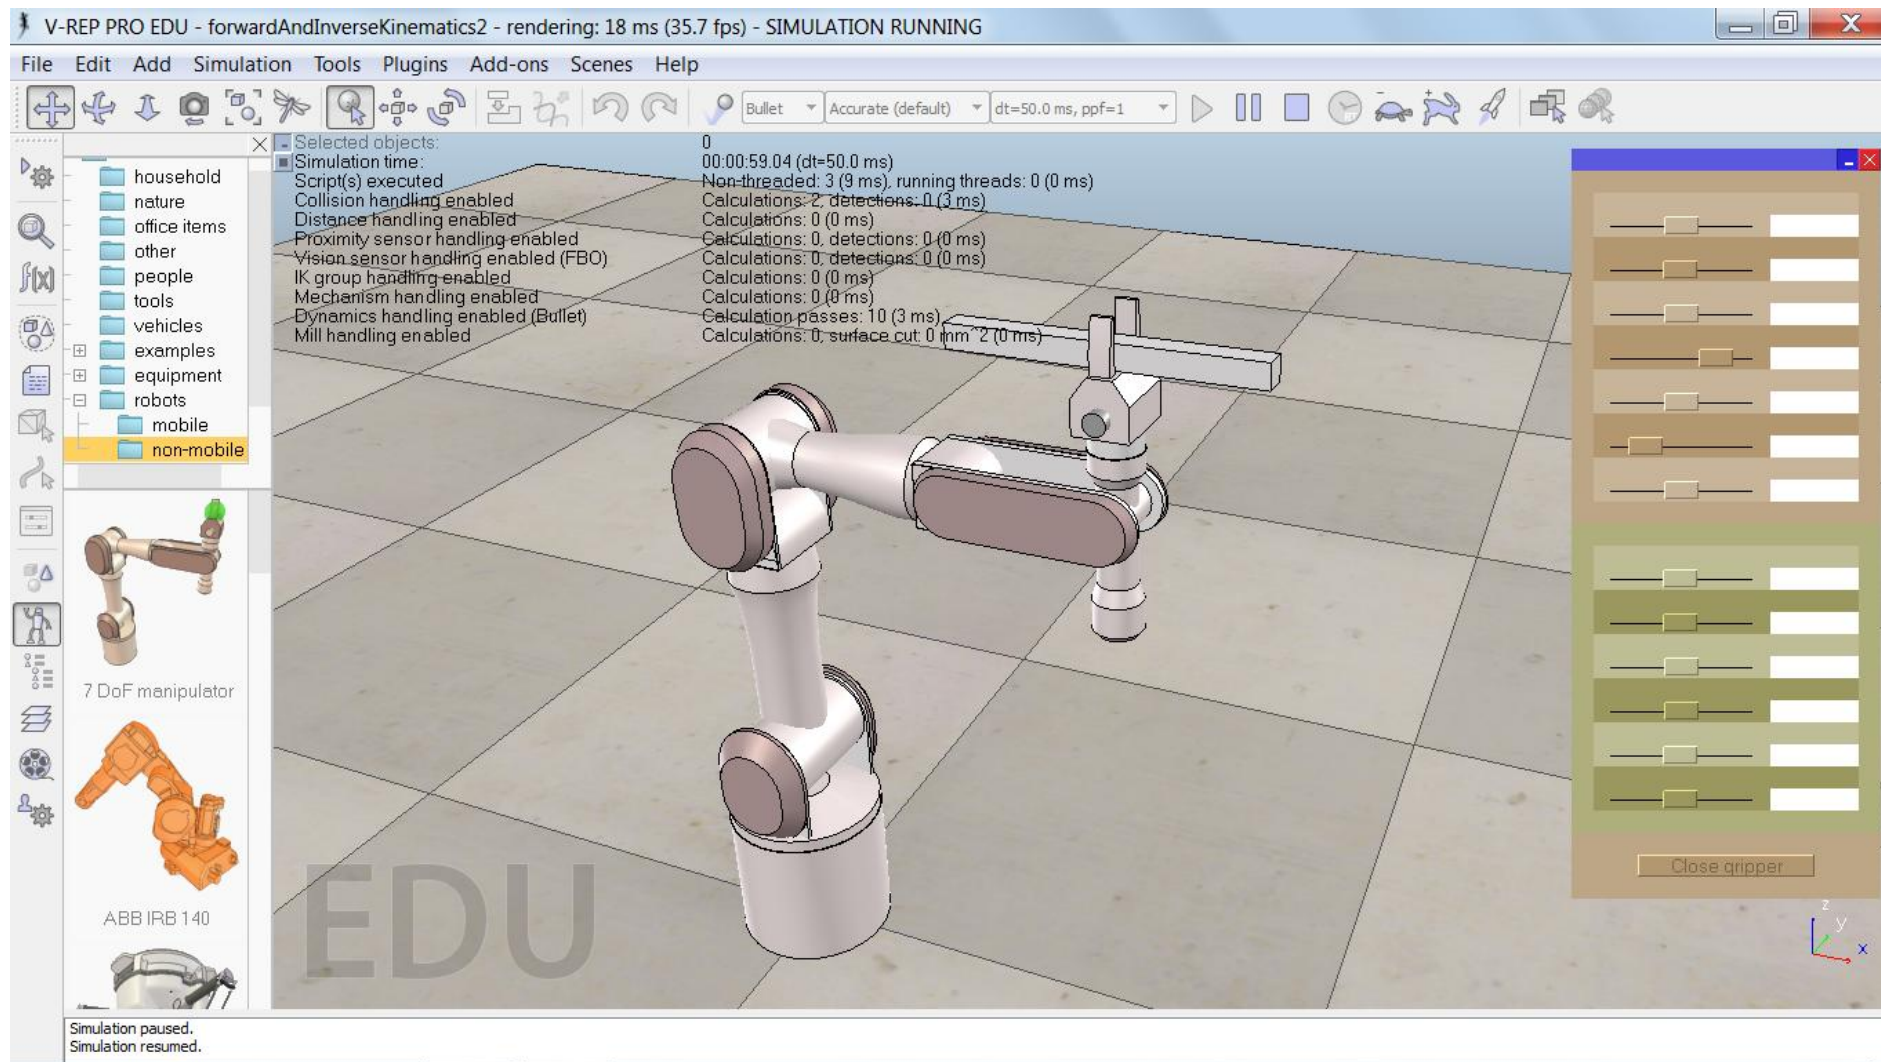 V-REP PRO EDU - forwardAndInverseKinematics2 - rendering: 18 ms (35.7 fps) - SIMULATION RUNNING
File Edit Add Simulation Tools Plugins Add-ons Scenes Help
Bullet Accurate (default) dt=50.0 ms, ppf=1
f(x)
household
nature
office items
other
people
tools
vehicles
examples
equipment
robots
mobile
non-mobile
7 DoF manipulator
ABB IRB 140
Selected objects: 0
Simulation time: 00:00:59.04 (dt=50.0 ms)
Script(s) executed Non-threaded: 3 (9 ms), running threads: 0 (0 ms)
Collision handling enabled Calculations: 2, detections: 0 (3 ms)
Distance handling enabled Calculations: 0 (0 ms)
Proximity sensor handling enabled Calculations: 0, detections: 0 (0 ms)
Vision sensor handling enabled (FBO) Calculations: 0, detections: 0 (0 ms)
IK group handling enabled Calculations: 0 (0 ms)
Mechanism handling enabled Calculations: 0 (0 ms)
Dynamics handling enabled (Bullet) Calculation passes: 10 (3 ms)
Mill handling enabled Calculations: 0, surface cut: 0 mm^2 (0 ms)
Close gripper
EDU
z
y
x
Simulation paused.
Simulation resumed.